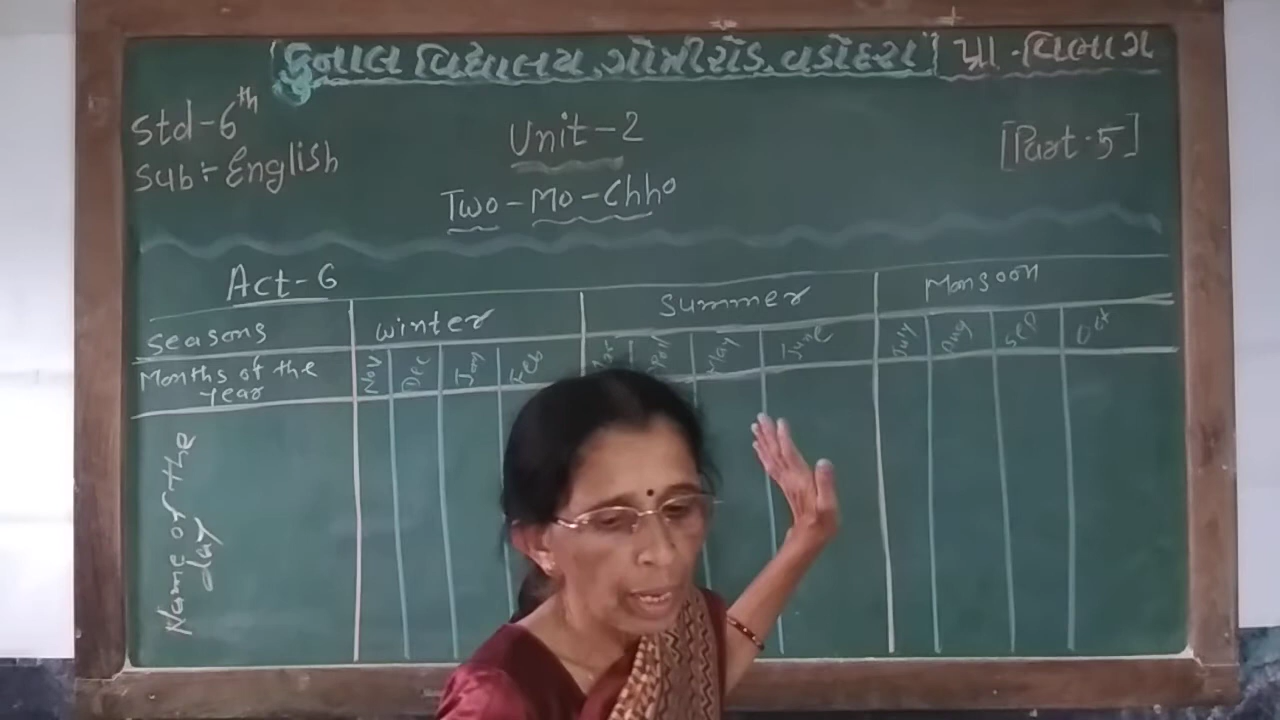 [કુનાલ વિદ્યાલય, ગોત્રીરોડ, વડોદરા] પ્રા.વિભાગ
Std-6th
Sub:- English
Unit-2
Two-Mo-Chho
[Part-5]
Act-6
Seasons winter Summer Monsoon
Months of the year Nov Dec Jan Feb Mar April May June July Aug Sep Oct
Name of the day